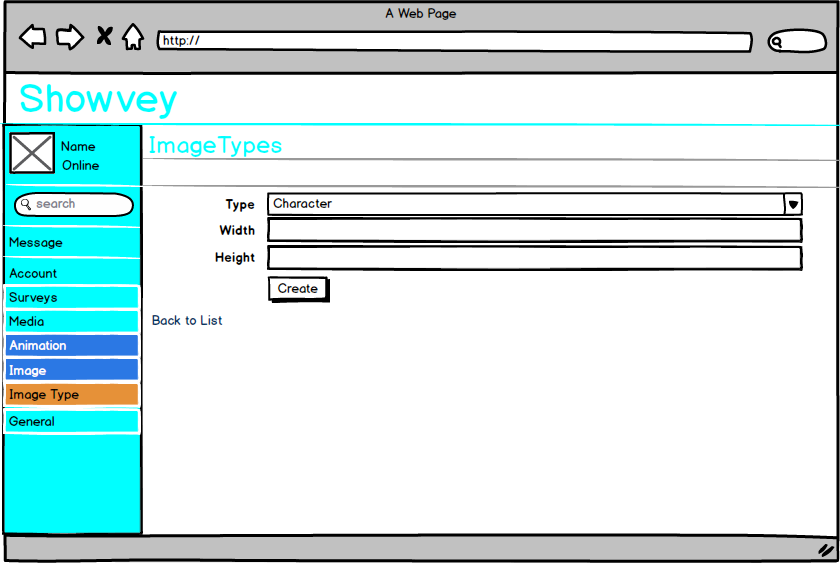 A Web Page
http://
Showvey
Name
Online
search
Message
Account
Surveys
Media
Animation
Image
Image Type
General
ImageTypes
Type
Character
Width
Height
Create
Back to List